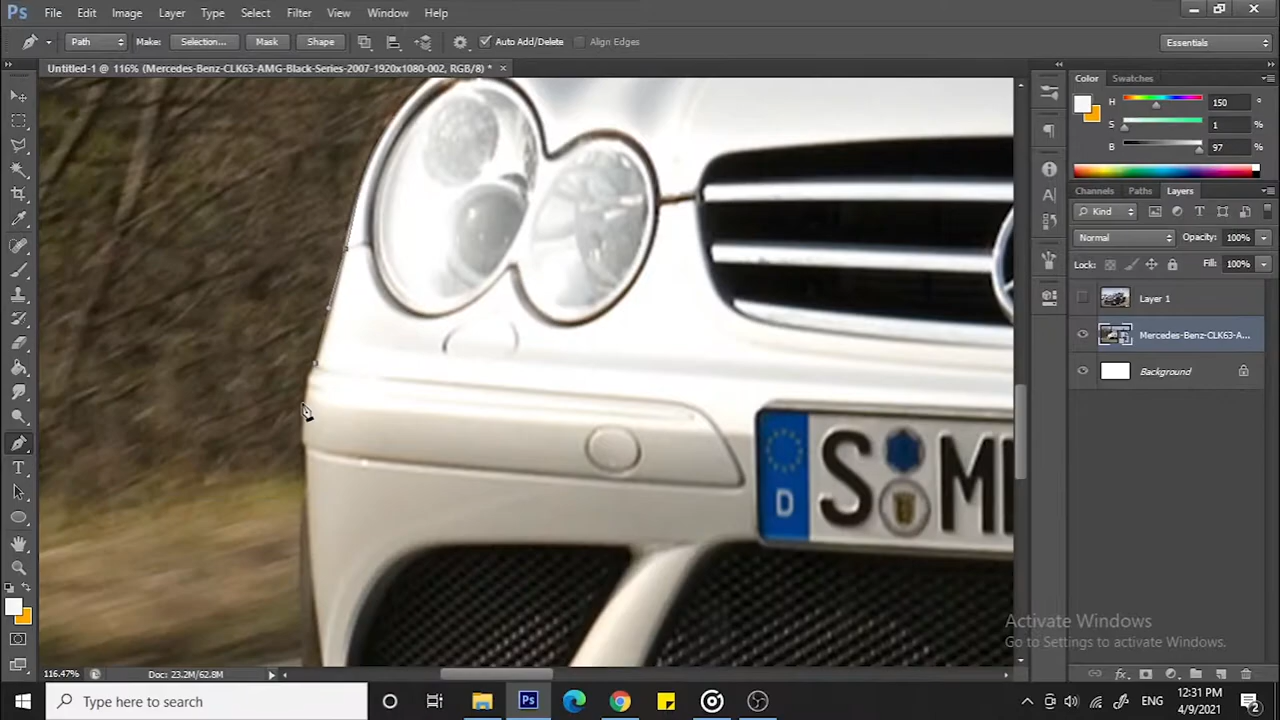 Ps File Edit Image Layer Type Select Filter View Window Help
Path Make: Selection... Mask Shape Auto Add/Delete Align Edges Essentials
Untitled-1 @ 116% (Mercedes-Benz-CLK63-AMG-Black-Series-2007-1920x1080-002, RGB/8) * ×
Color Swatches
H 150 °
S 1 %
B 97 %
Channels Paths Layers
Kind
Normal Opacity: 100%
Lock: Fill: 100%
Layer 1
Mercedes-Benz-CLK63-A...
Background
D S M
Activate Windows
Go to Settings to activate Windows.
116.47% Doc: 23.2M/62.8M
Type here to search
Ps
ENG
12:31 PM
4/9/2021
2